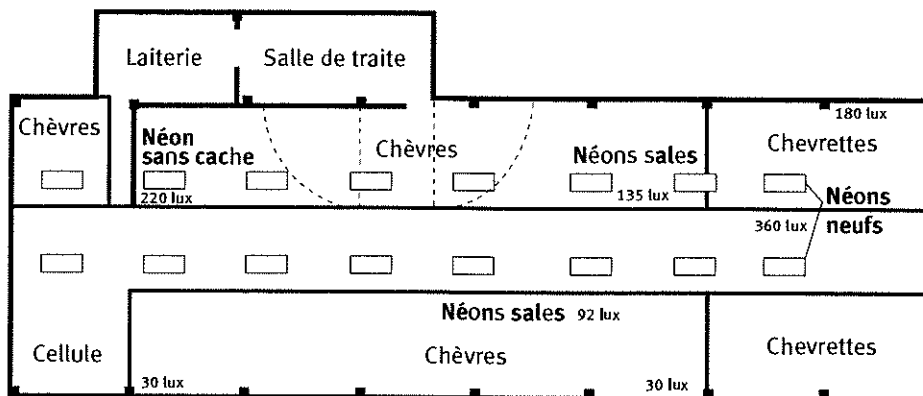 Laiterie
Salle de traite
Chèvres
Néon
sans cache
Chèvres
Néons sales
180 lux
Chevrettes
220 lux
135 lux
Néons
neufs
360 lux
Néons sales 92 lux
Cellule
Chèvres
Chevrettes
30 lux
30 lux